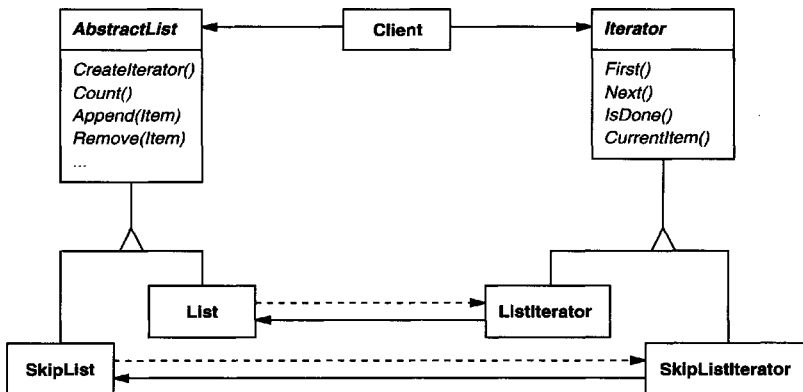 AbstractList
Client
Iterator
CreateIterator()
Count()
Append(Item)
Remove(Item)
...
First()
Next()
IsDone()
CurrentItem()
List
ListIterator
SkipList
SkipListIterator